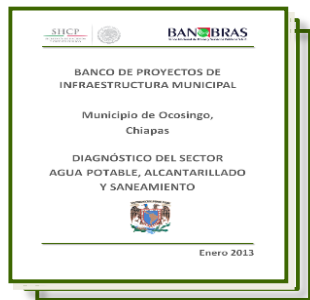 SHCP
BANOBRAS
BANCO DE PROYECTOS DE
INFRAESTRUCTURA MUNICIPAL
Municipio de Ocosingo,
Chiapas
DIAGNÓSTICO DEL SECTOR
AGUA POTABLE, ALCANTARILLADO
Y SANEAMIENTO
Enero 2013